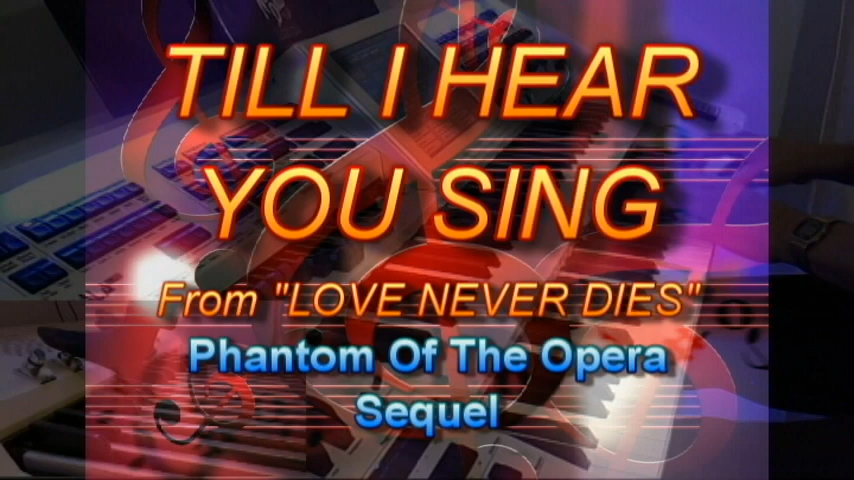 TILL I HEAR
YOU SING
From "LOVE NEVER DIES"
Phantom Of The Opera
Sequel